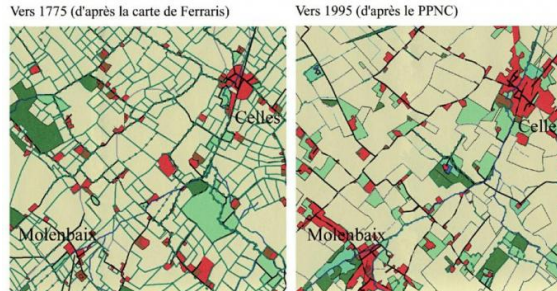 Vers 1775 (d'après la carte de Ferraris)
Celles
Molenbaix
Vers 1995 (d'après le PPNC)
Celles
Molenbaix